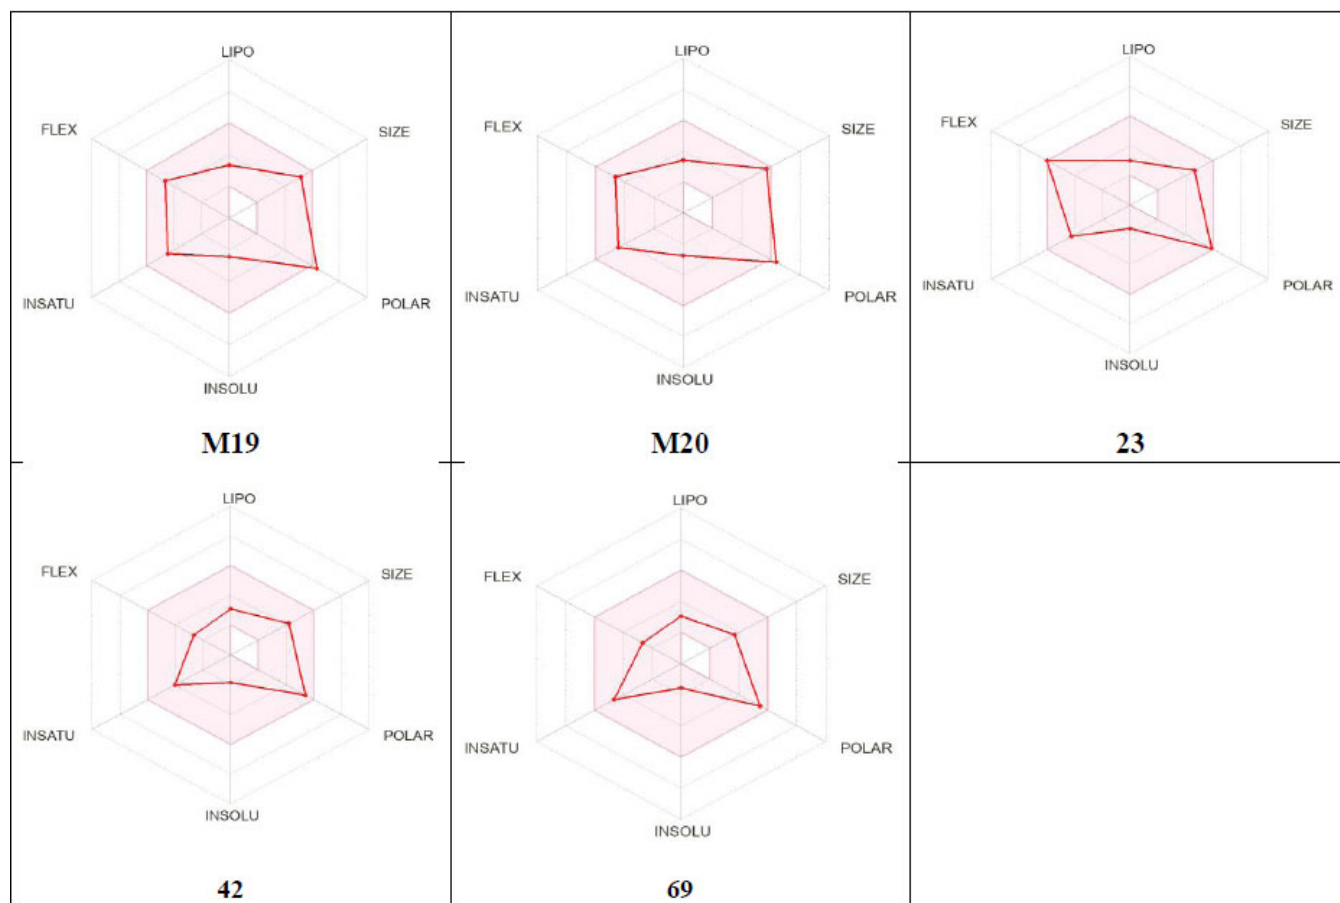 LIPO
FLEX
SIZE
INSATU
POLAR
INSOLU
M19
LIPO
FLEX
SIZE
INSATU
POLAR
INSOLU
M20
LIPO
FLEX
SIZE
INSATU
POLAR
INSOLU
23
LIPO
FLEX
SIZE
INSATU
POLAR
INSOLU
42
LIPO
FLEX
SIZE
INSATU
POLAR
INSOLU
69